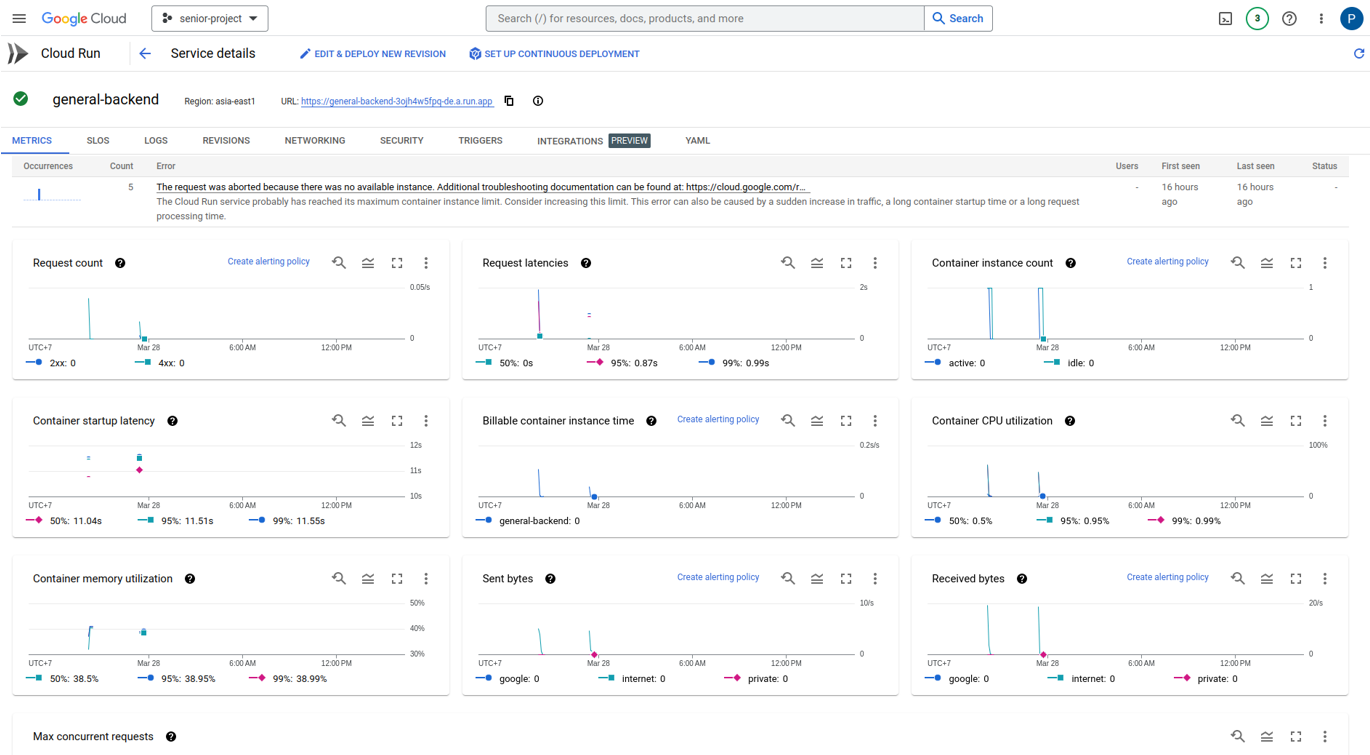 Google Cloud
senior-project
Search (/) for resources, docs, products, and more
Search
3
P
Cloud Run
Service details
EDIT & DEPLOY NEW REVISION
SET UP CONTINUOUS DEPLOYMENT
general-backend
Region: asia-east1
URL: https://general-backend-3ojh4w5fpq-de.a.run.app
METRICS
SLOS
LOGS
REVISIONS
NETWORKING
SECURITY
TRIGGERS
INTEGRATIONS PREVIEW
YAML
Occurrences Count Error Users First seen Last seen Status
5 The request was aborted because there was no available instance. Additional troubleshooting documentation can be found at: https://cloud.google.com/r... - 16 hours 16 hours -
The Cloud Run service probably has reached its maximum container instance limit. Consider increasing this limit. This error can also be caused by a sudden increase in traffic, a long container startup time or a long request ago ago
processing time.
Request count
Create alerting policy
0.05/s
0
UTC+7 Mar 28 6:00 AM 12:00 PM
2xx: 0 4xx: 0
Request latencies
2s
0
UTC+7 Mar 28 6:00 AM 12:00 PM
50%: 0s 95%: 0.87s 99%: 0.99s
Container instance count
Create alerting policy
1
0
UTC+7 Mar 28 6:00 AM 12:00 PM
active: 0 idle: 0
Container startup latency
12s
11s
10s
UTC+7 Mar 28 6:00 AM 12:00 PM
50%: 11.04s 95%: 11.51s 99%: 11.55s
Billable container instance time
Create alerting policy
0.2s/s
0
UTC+7 Mar 28 6:00 AM 12:00 PM
general-backend: 0
Container CPU utilization
100%
0
UTC+7 Mar 28 6:00 AM 12:00 PM
50%: 0.5% 95%: 0.95% 99%: 0.99%
Container memory utilization
50%
40%
30%
UTC+7 Mar 28 6:00 AM 12:00 PM
50%: 38.5% 95%: 38.95% 99%: 38.99%
Sent bytes
Create alerting policy
10/s
0
UTC+7 Mar 28 6:00 AM 12:00 PM
google: 0 internet: 0 private: 0
Received bytes
Create alerting policy
20/s
0
UTC+7 Mar 28 6:00 AM 12:00 PM
google: 0 internet: 0 private: 0
Max concurrent requests